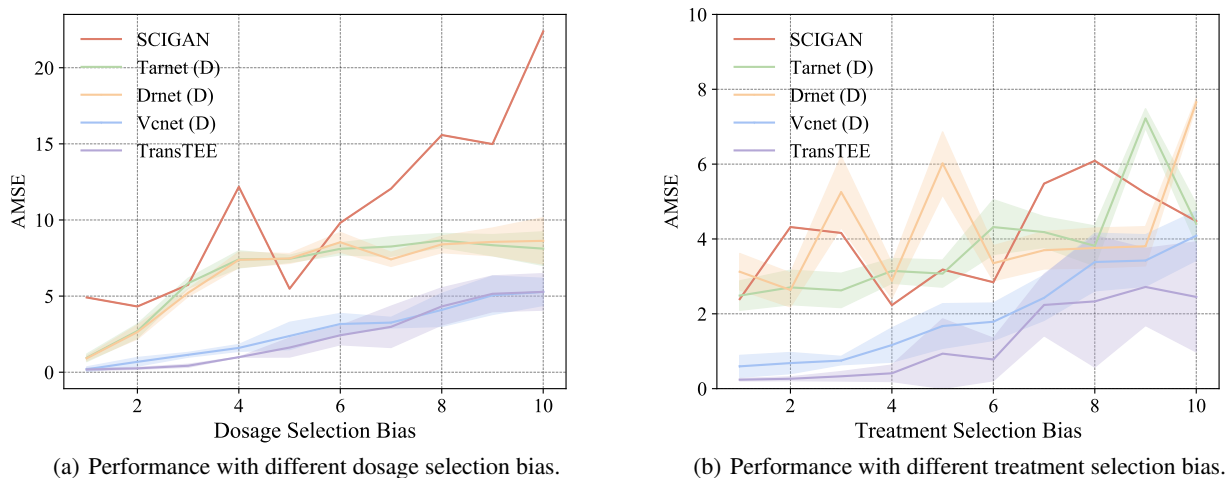 SCIGAN
Tarnet (D)
Drnet (D)
Vcnet (D)
TransTEE
20
15
10
5
0
AMSE
2
4
6
8
10
Dosage Selection Bias
(a) Performance with different dosage selection bias.
SCIGAN
Tarnet (D)
Drnet (D)
Vcnet (D)
TransTEE
10
8
6
4
2
0
AMSE
2
4
6
8
10
Treatment Selection Bias
(b) Performance with different treatment selection bias.